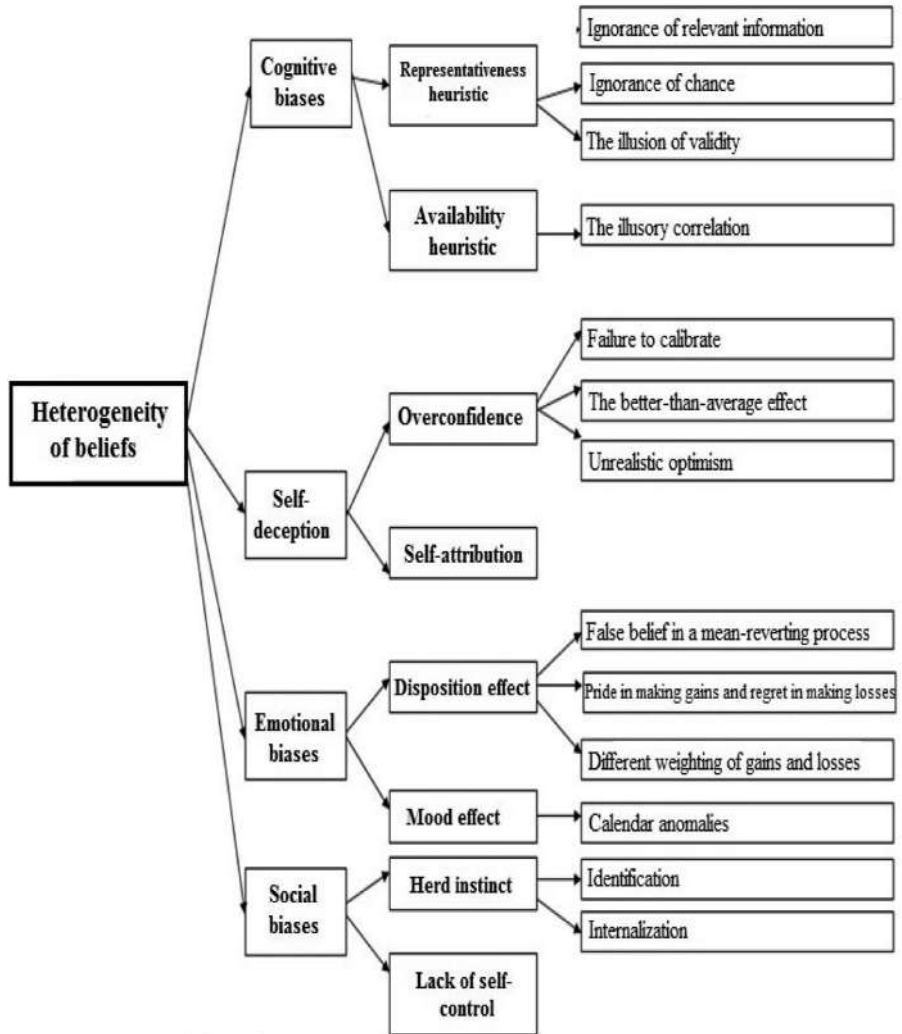 Ignorance of relevant information
Cognitive
biases
Representativeness
heuristic
Ignorance of chance
The illusion of validity
Availability
heuristic
The illusory correlation
Failure to calibrate
Heterogeneity
of beliefs
Overconfidence
The better-than-average effect
Unrealistic optimism
Self-
deception
Self-attribution
False belief in a mean-reverting process
Disposition effect
Pride in making gains and regret in making losses
Emotional
biases
Different weighting of gains and losses
Mood effect
Calendar anomalies
Social
biases
Herd instinct
Identification
Internalization
Lack of self-
control